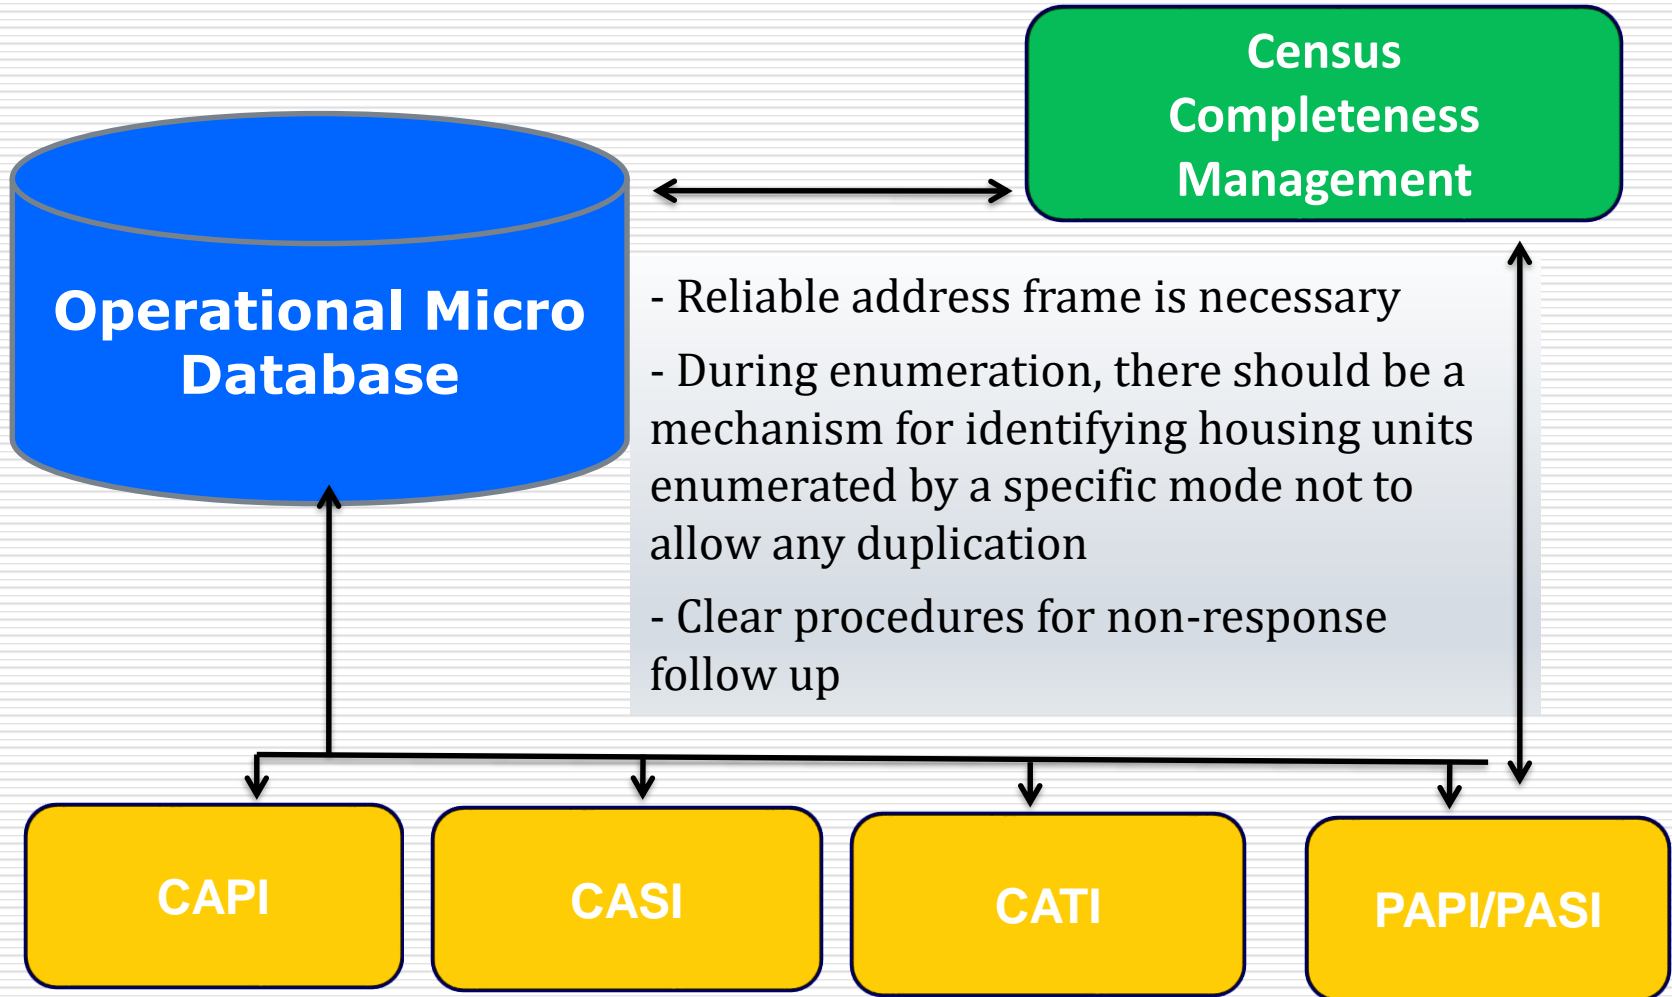 Census
Completeness
Management
Operational Micro
Database
- Reliable address frame is necessary
- During enumeration, there should be a
mechanism for identifying housing units
enumerated by a specific mode not to
allow any duplication
- Clear procedures for non-response
follow up
CAPI
CASI
CATI
PAPI/PASI